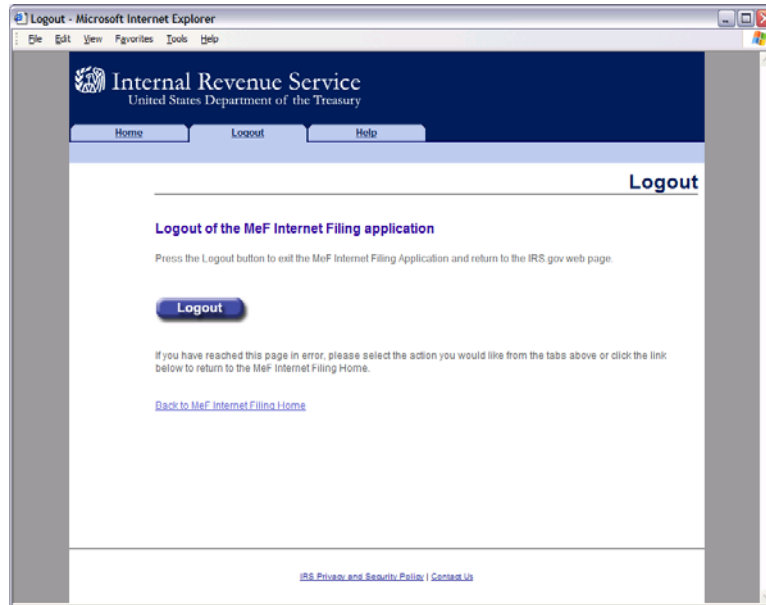 Logout - Microsoft Internet Explorer
File Edit View Favorites Tools Help
Internal Revenue Service
United States Department of the Treasury
Home Logout Help
Logout
Logout of the MeF Internet Filing application
Press the Logout button to exit the MeF Internet Filing Application and return to the IRS.gov web page.
Logout
If you have reached this page in error, please select the action you would like from the tabs above or click the link
below to return to the MeF Internet Filing Home.
Back to MeF Internet Filing Home
IRS Privacy and Security Policy | Contact Us